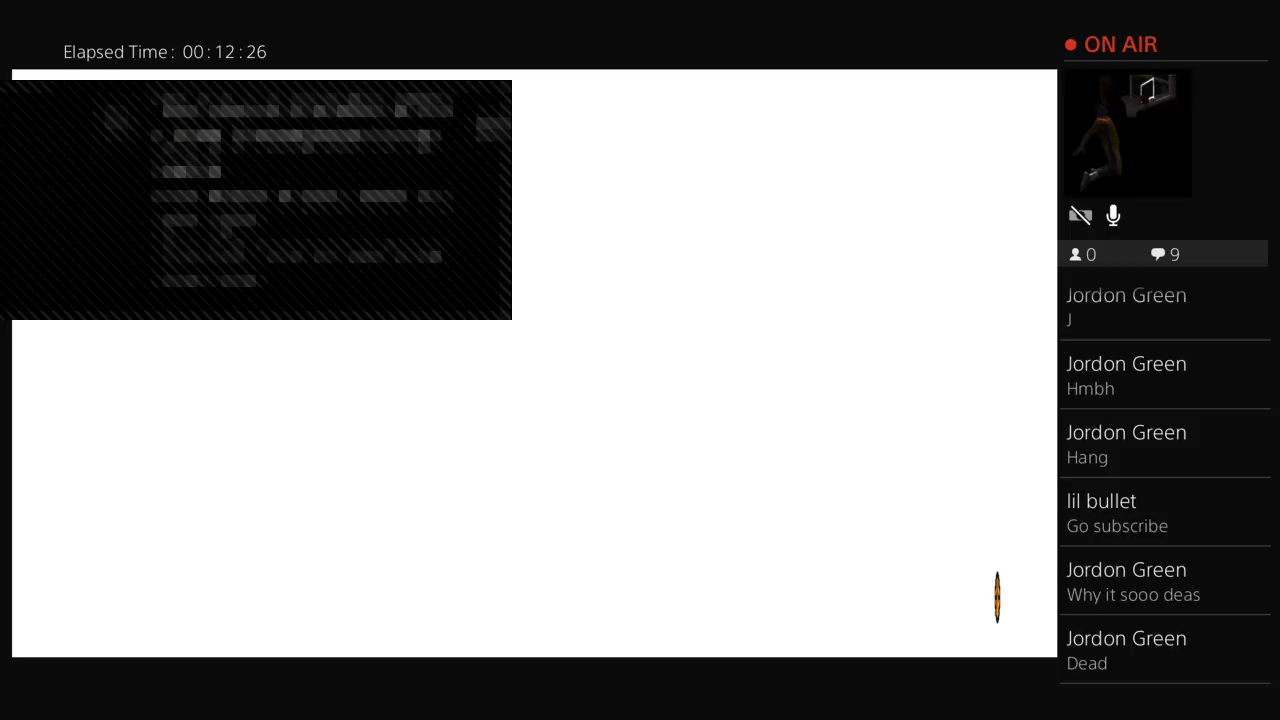 Elapsed Time: 00:12:26
ON AIR
0 9
Jordon Green
J
Jordon Green
Hmbh
Jordon Green
Hang
lil bullet
Go subscribe
Jordon Green
Why it sooo deas
Jordon Green
Dead